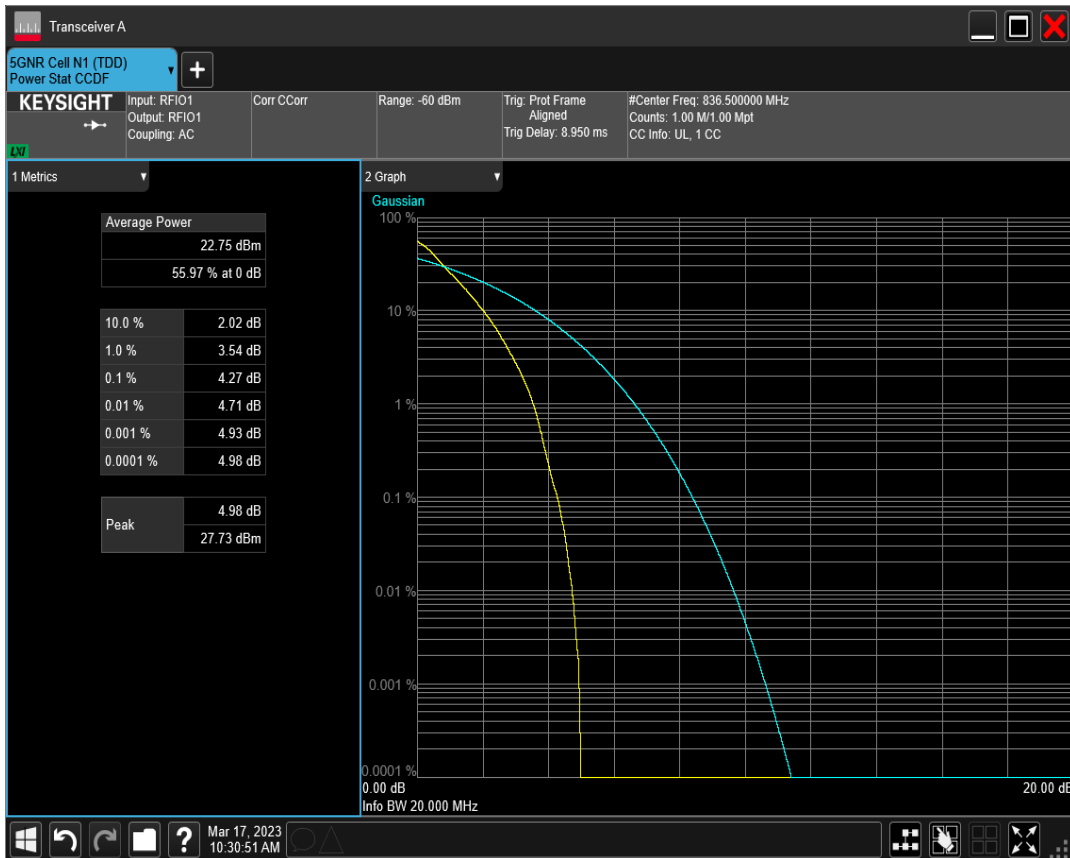 Transceiver A
5GNR Cell N1 (TDD)
Power Stat CCDF
+
KEYSIGHT
LXI
Input: RFIO1
Output: RFIO1
Coupling: AC
Corr CCorr
Range: -60 dBm
Trig: Prot Frame
Aligned
Trig Delay: 8.950 ms
#Center Freq: 836.500000 MHz
Counts: 1.00 M/1.00 Mpt
CC Info: UL, 1 CC
1 Metrics
Average Power
22.75 dBm
55.97 % at 0 dB
10.0 % 2.02 dB
1.0 % 3.54 dB
0.1 % 4.27 dB
0.01 % 4.71 dB
0.001 % 4.93 dB
0.0001 % 4.98 dB
Peak
4.98 dB
27.73 dBm
2 Graph
Gaussian
100 %
10 %
1 %
0.1 %
0.01 %
0.001 %
0.0001 %
0.00 dB 20.00 dB
Info BW 20.000 MHz
?
Mar 17, 2023
10:30:51 AM